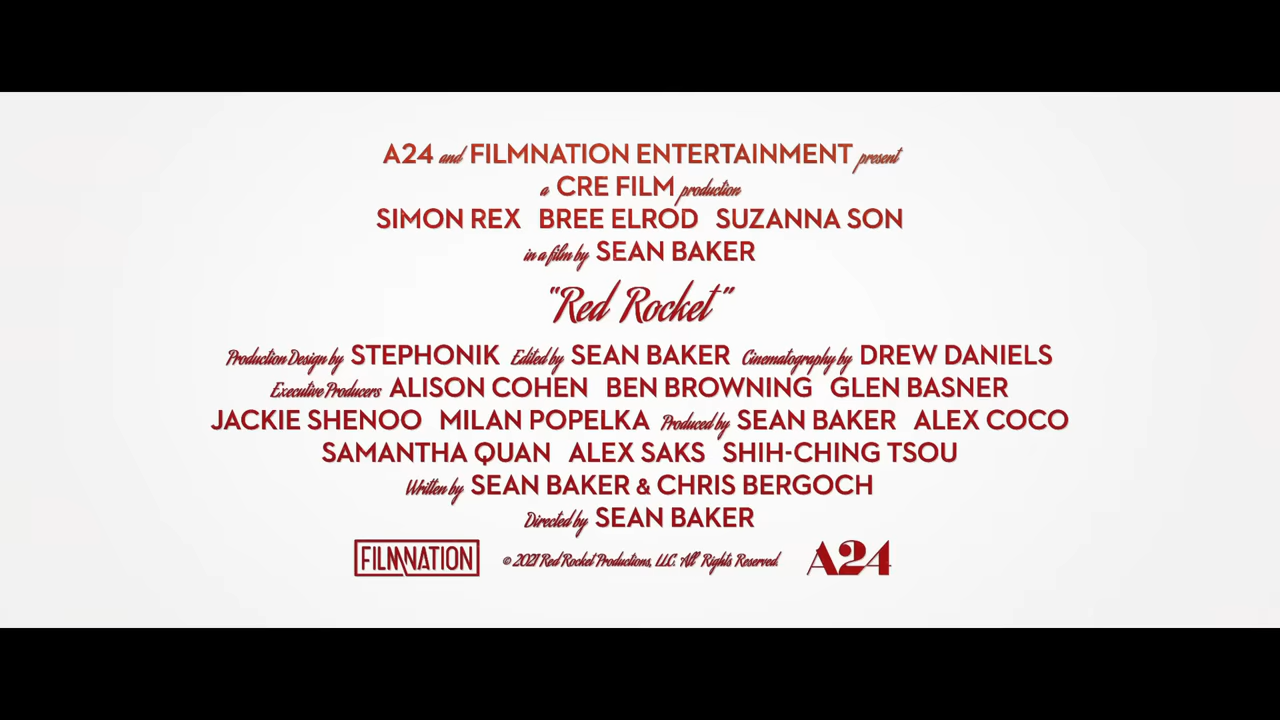 A24 and FILMNATION ENTERTAINMENT present
a CRE FILM production
SIMON REX BREE ELROD SUZANNA SON
in a film by SEAN BAKER
"Red Rocket"
Production Design by STEPHONIK Edited by SEAN BAKER Cinematography by DREW DANIELS
Executive Producers ALISON COHEN BEN BROWNING GLEN BASNER
JACKIE SHENOO MILAN POPELKA Produced by SEAN BAKER ALEX COCO
SAMANTHA QUAN ALEX SAKS SHIH-CHING TSOU
Written by SEAN BAKER & CHRIS BERGOCH
Directed by SEAN BAKER
FILMNATION © 2021 Red Rocket Productions, LLC. All Rights Reserved. A24